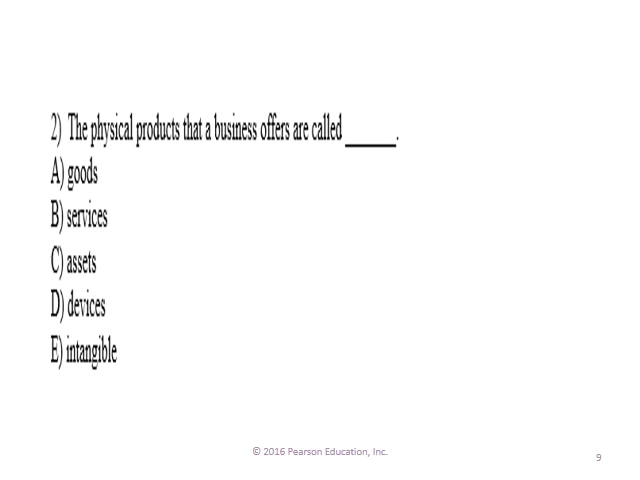 2) The physical products that a business offers are called ______.
A) goods
B) services
C) assets
D) devices
E) intangible
© 2016 Pearson Education, Inc.
9